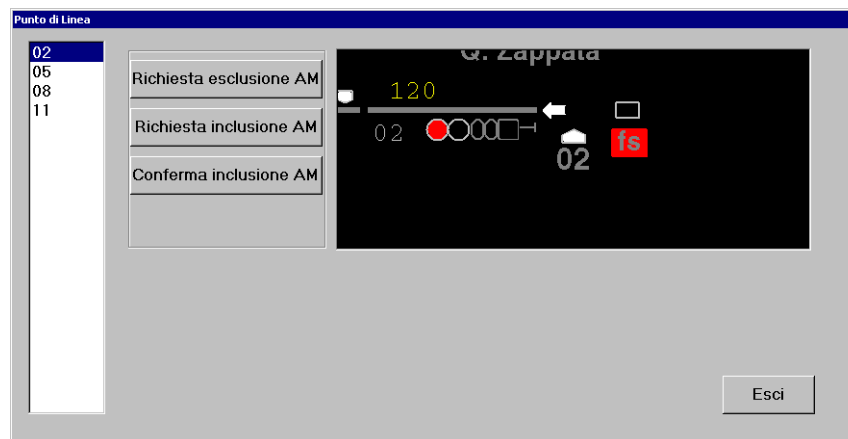 Punto di Linea
02
05
08
11
Richiesta esclusione AM
Richiesta inclusione AM
Conferma inclusione AM
Q. Zappata
120
02
02
fs
Esci